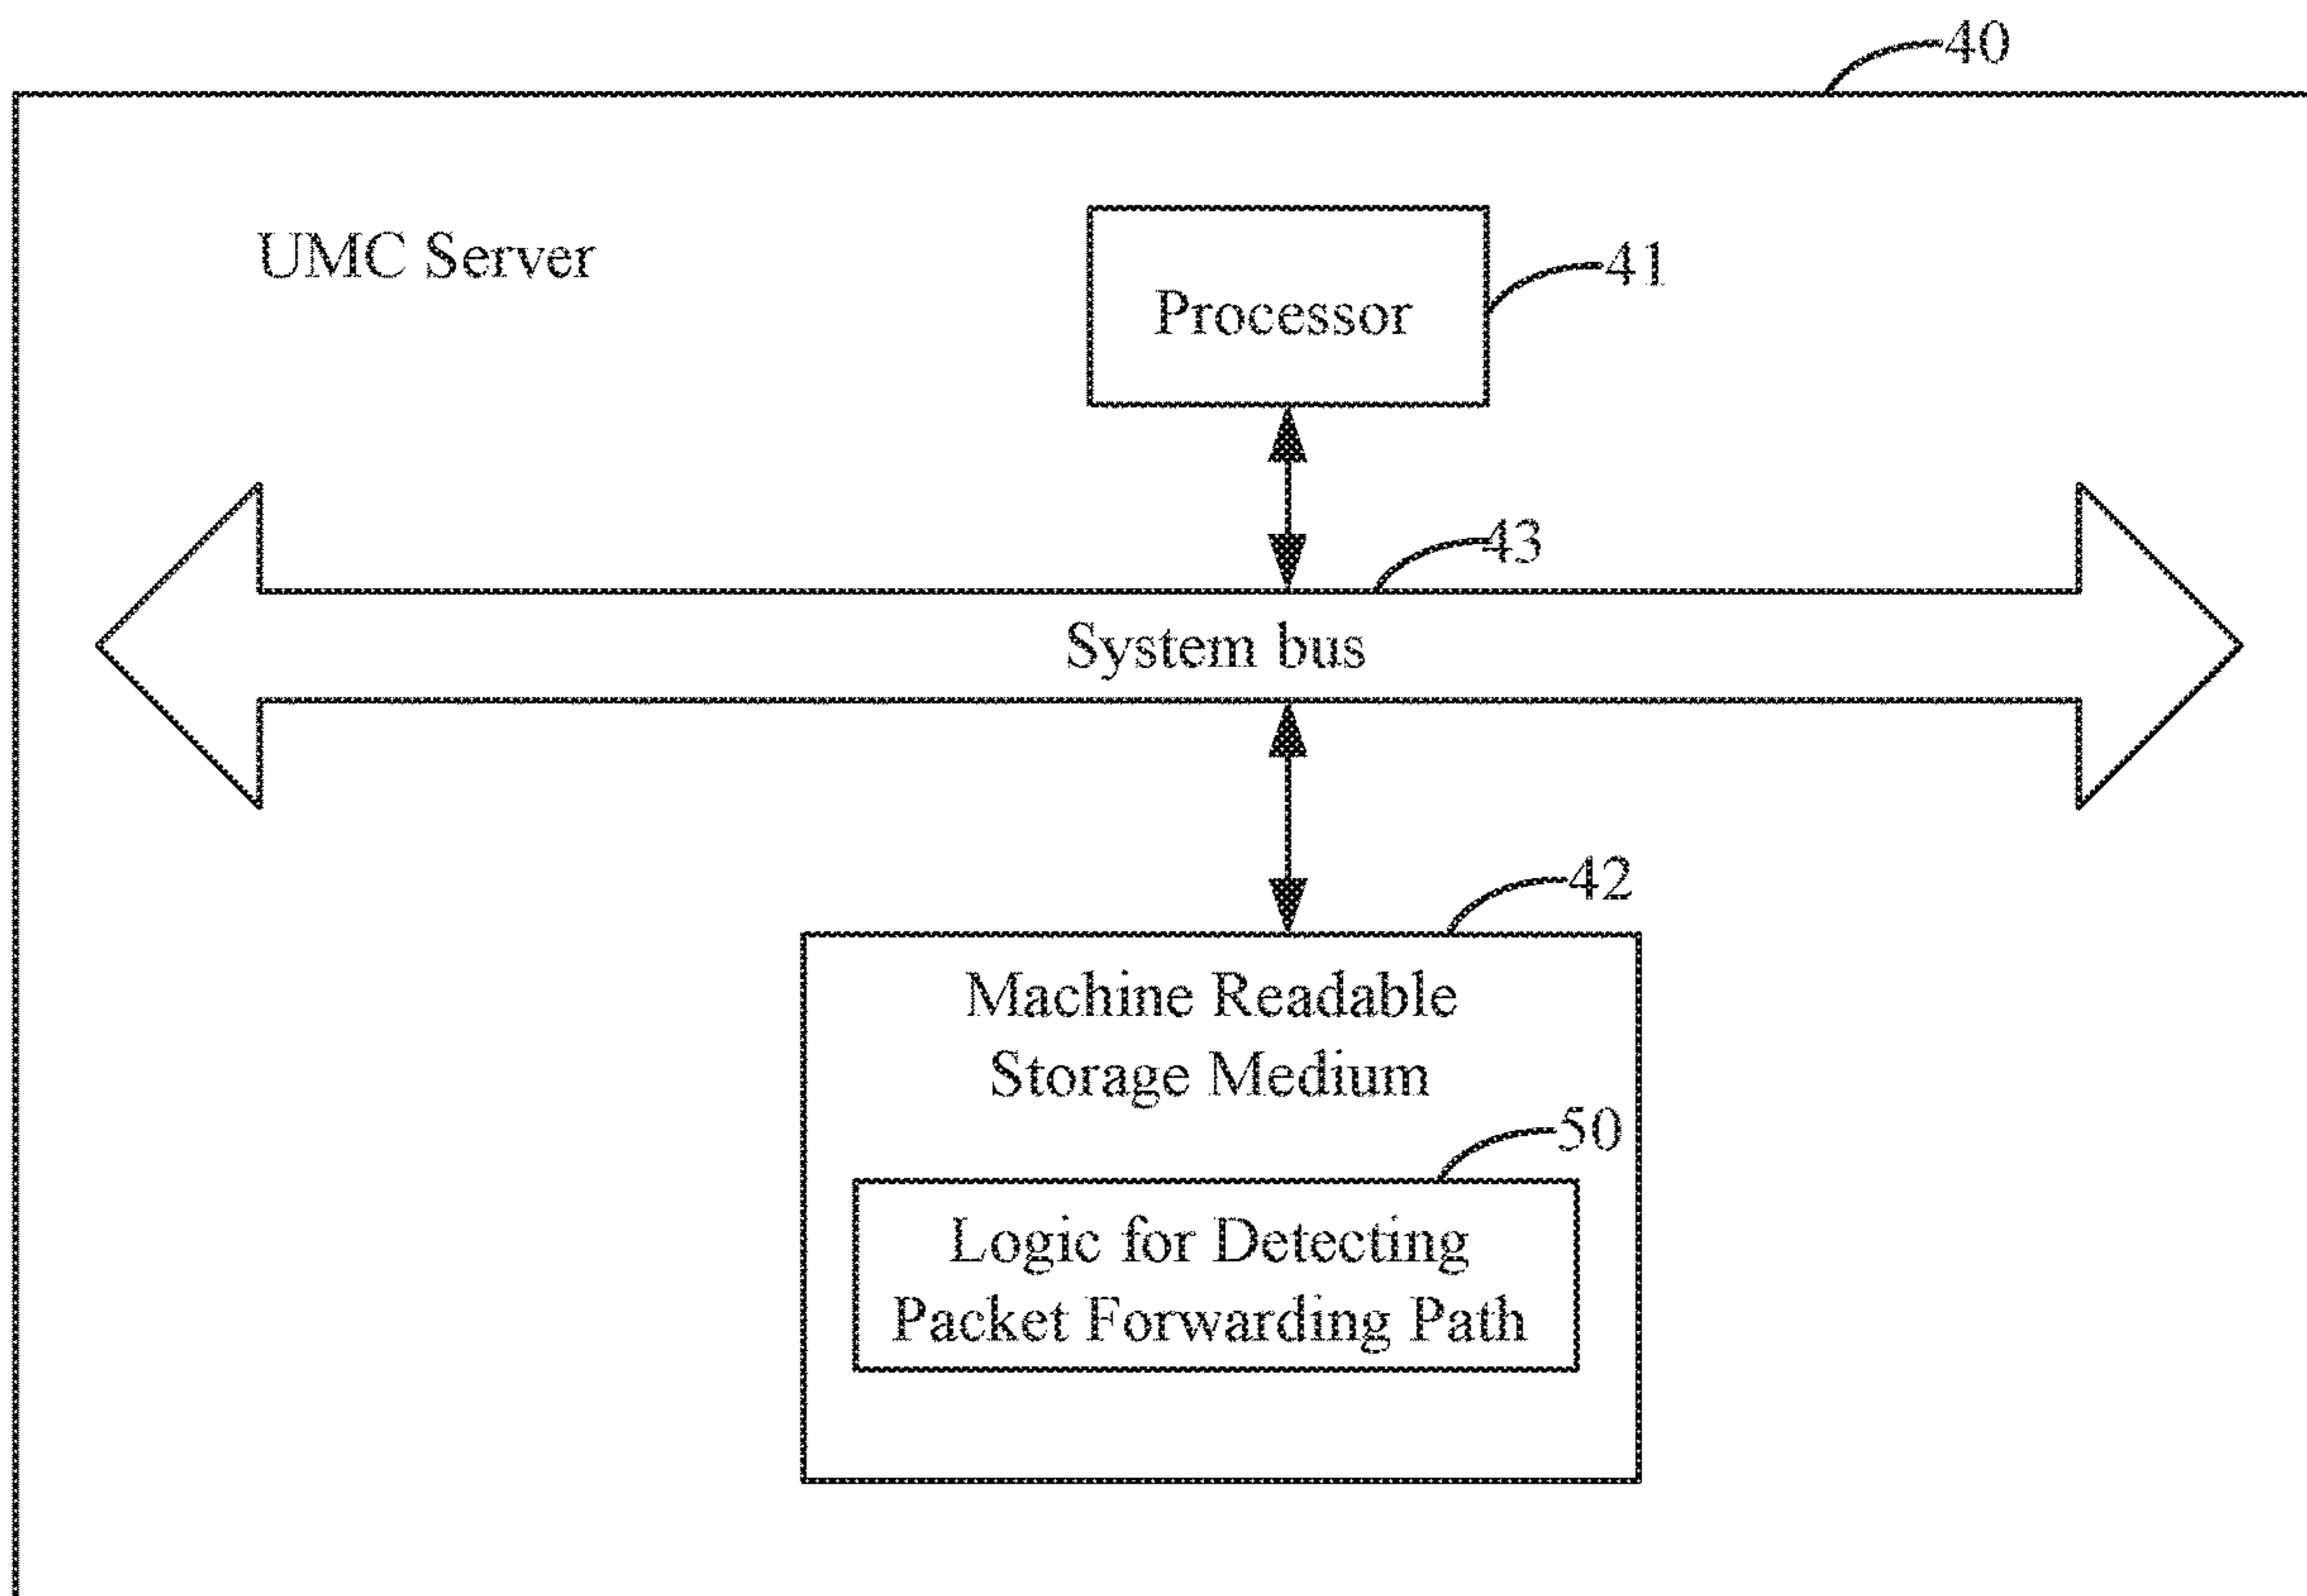 40
UMC Server
Processor
41
43
System bus
42
Machine Readable
Storage Medium
50
Logic for Detecting
Packet Forwarding Path